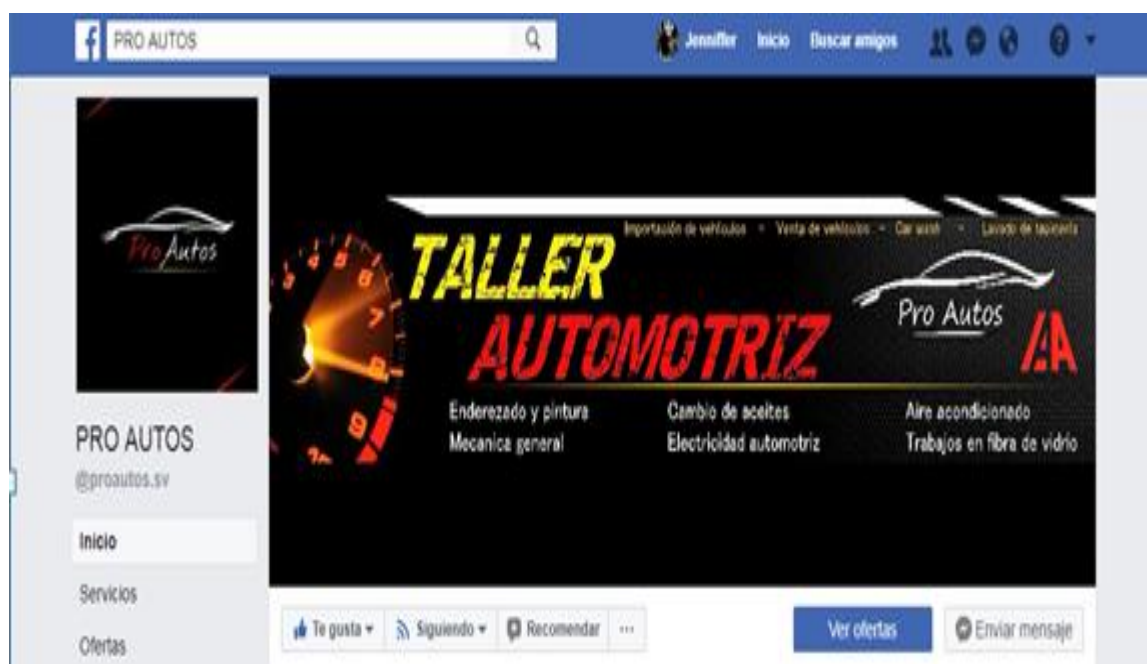 PRO AUTOS
Jenniffer Inicio Buscar amigos
Pro Autos
Importación de vehículos - Venta de vehículos - Car wash - Lavado de tapicería
TALLER
AUTOMOTRIZ
Pro Autos
Enderezado y pintura Cambio de aceites Aire acondicionado
Mecanica general Electricidad automotriz Trabajos en fibra de vidrio
PRO AUTOS
@proautos.sv
Inicio
Servicios
Ofertas
Te gusta Siguiendo Recomendar ... Ver ofertas Enviar mensaje